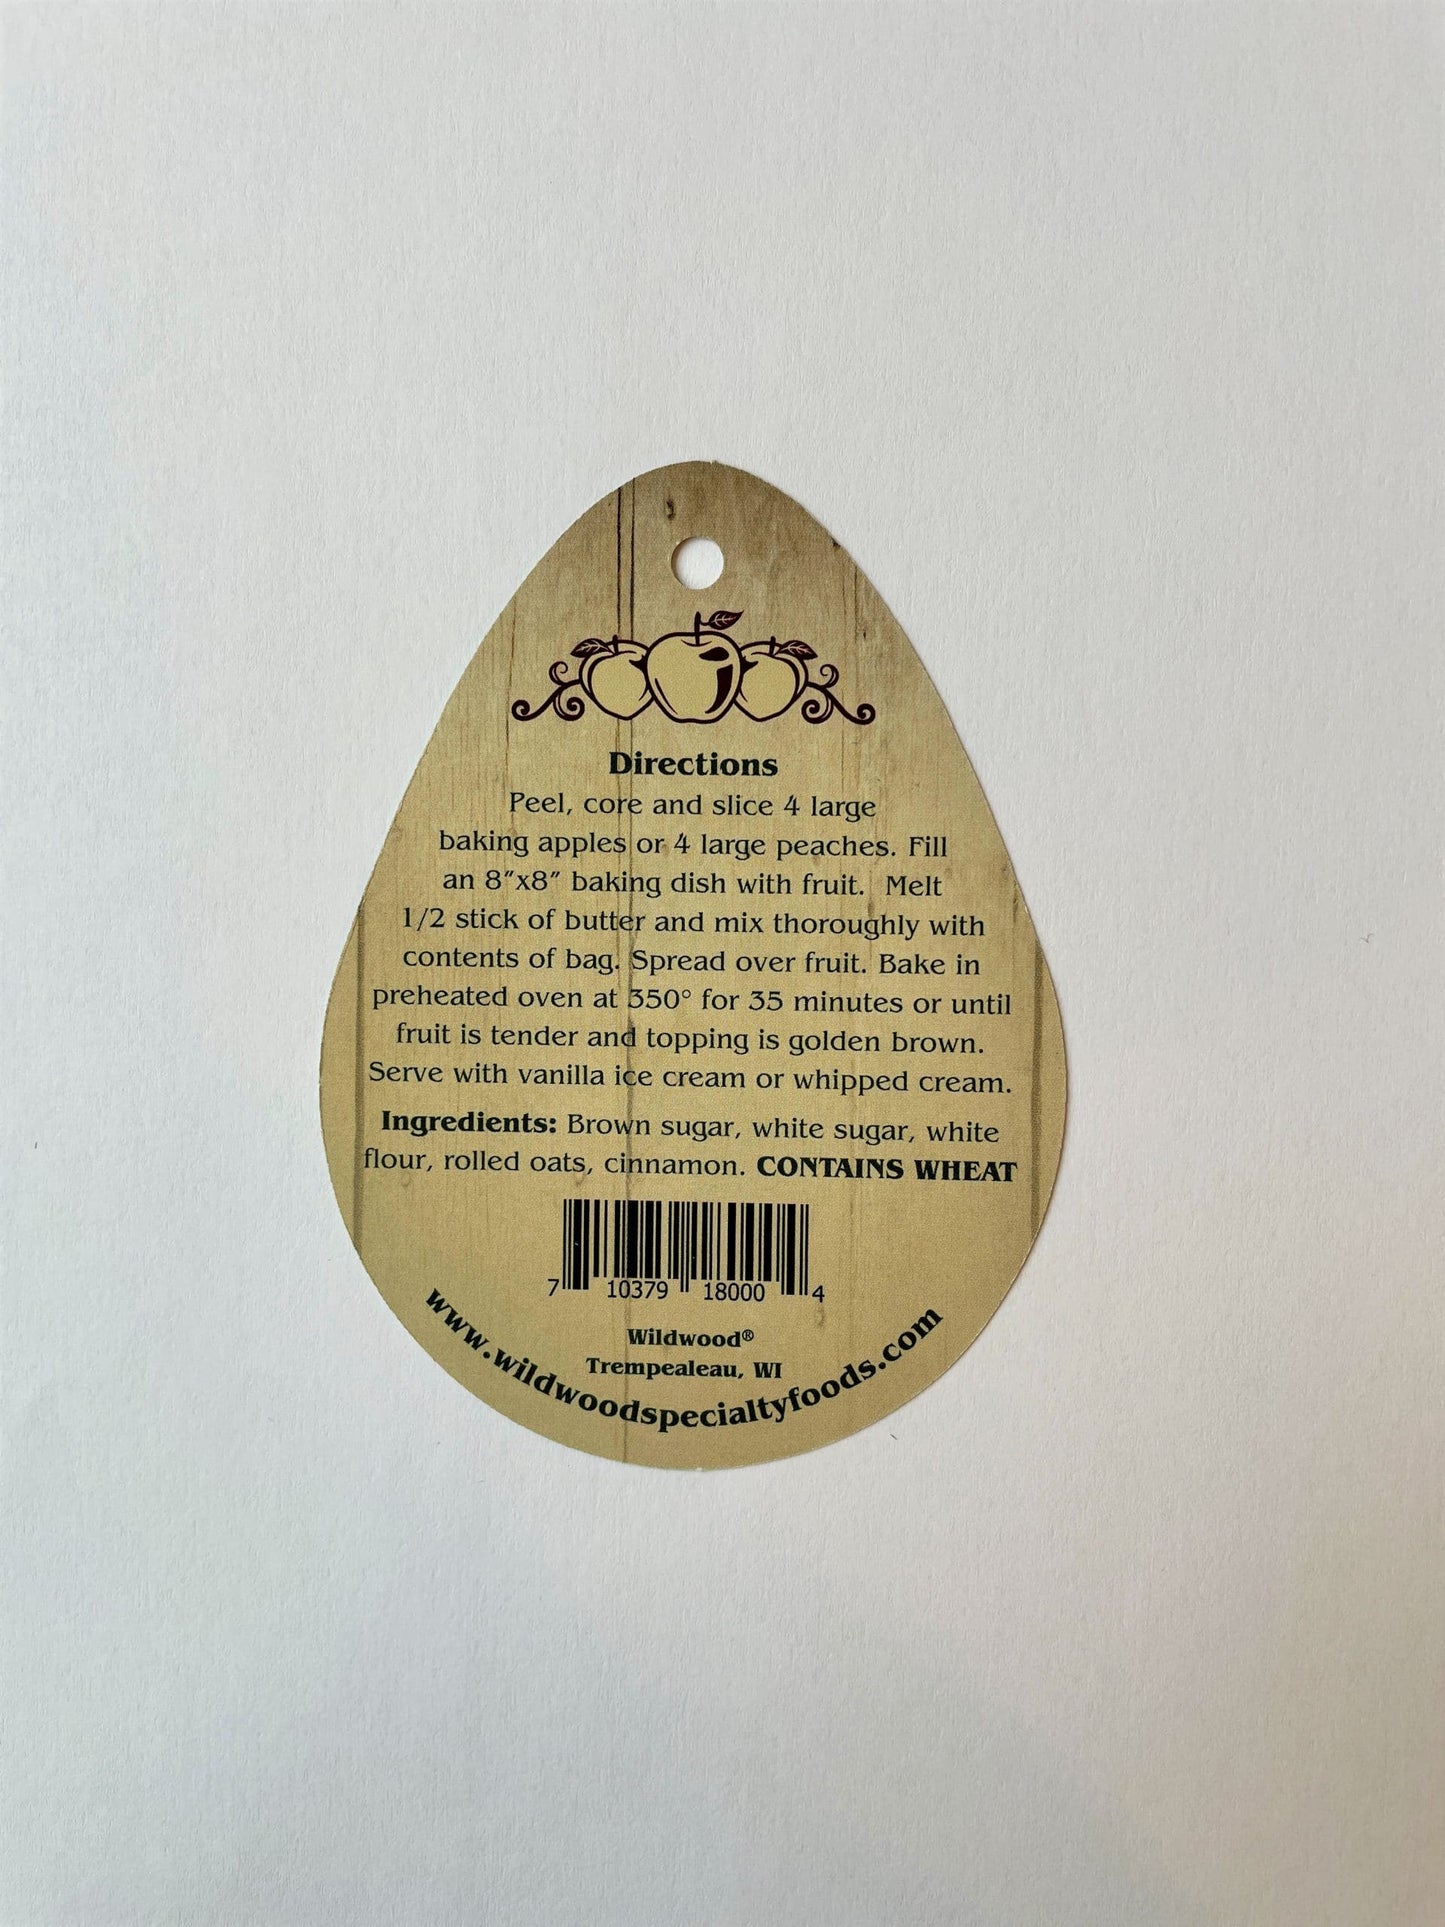 Directions
Peel, core and slice 4 large
baking apples or 4 large peaches. Fill
an 8"x8" baking dish with fruit.  Melt
1/2 stick of butter and mix thoroughly with
contents of bag. Spread over fruit. Bake in
preheated oven at 350° for 35 minutes or until
fruit is tender and topping is golden brown.
Serve with vanilla ice cream or whipped cream.
Ingredients: Brown sugar, white sugar, white
flour, rolled oats, cinnamon. CONTAINS WHEAT
7 10379 18000 4
Wildwood®
Trempealeau, WI
www.wildwoodspecialtyfoods.com